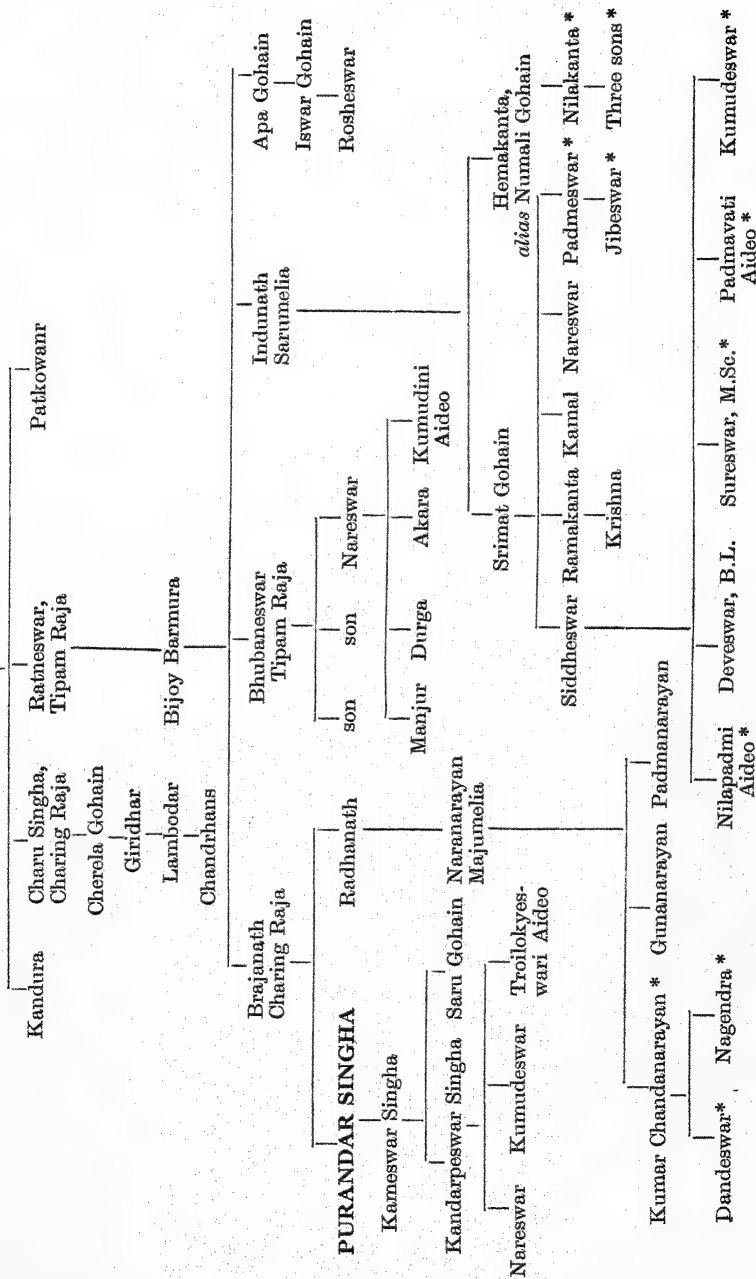 Kandura
Charu Singha,
Charing Raja
Ratneswar,
Tipam Raja
Patkowanr
Cherela Gohain
Giridhar
Lambodar
Chandrhans
Bijoy Barmura
Brajanath
Charing Raja
Bhubaneswar
Tipam Raja
Indunath
Sarumelia
Apa Gohain
Iswar Gohain
Rosheswar
PURANDAR SINGHA
Radhanath
son
son
Nareswar
Kameswar Singha
Manjur
Durga
Akara
Kumudini
Aideo
Kandarpeswar Singha
Saru Gohain
Naranarayan
Majumelia
Srimat Gohain
Hemakanta,
alias Numali Gohain
Nareswar
Kumudeswar
Troilokyes-
wari Aideo
Siddheswar
Ramakanta
Kamal
Nareswar
Padmeswar *
Nilakanta *
Krishna
Jibeswar *
Three sons *
Kumar Chandanarayan *
Gunanarayan
Padmanarayan
Dandeswar *
Nagendra *
Nilapadmi
Aideo *
Deveswar, B.L.
Sureswar, M.Sc. *
Padmavati
Aideo *
Kumudeswar *